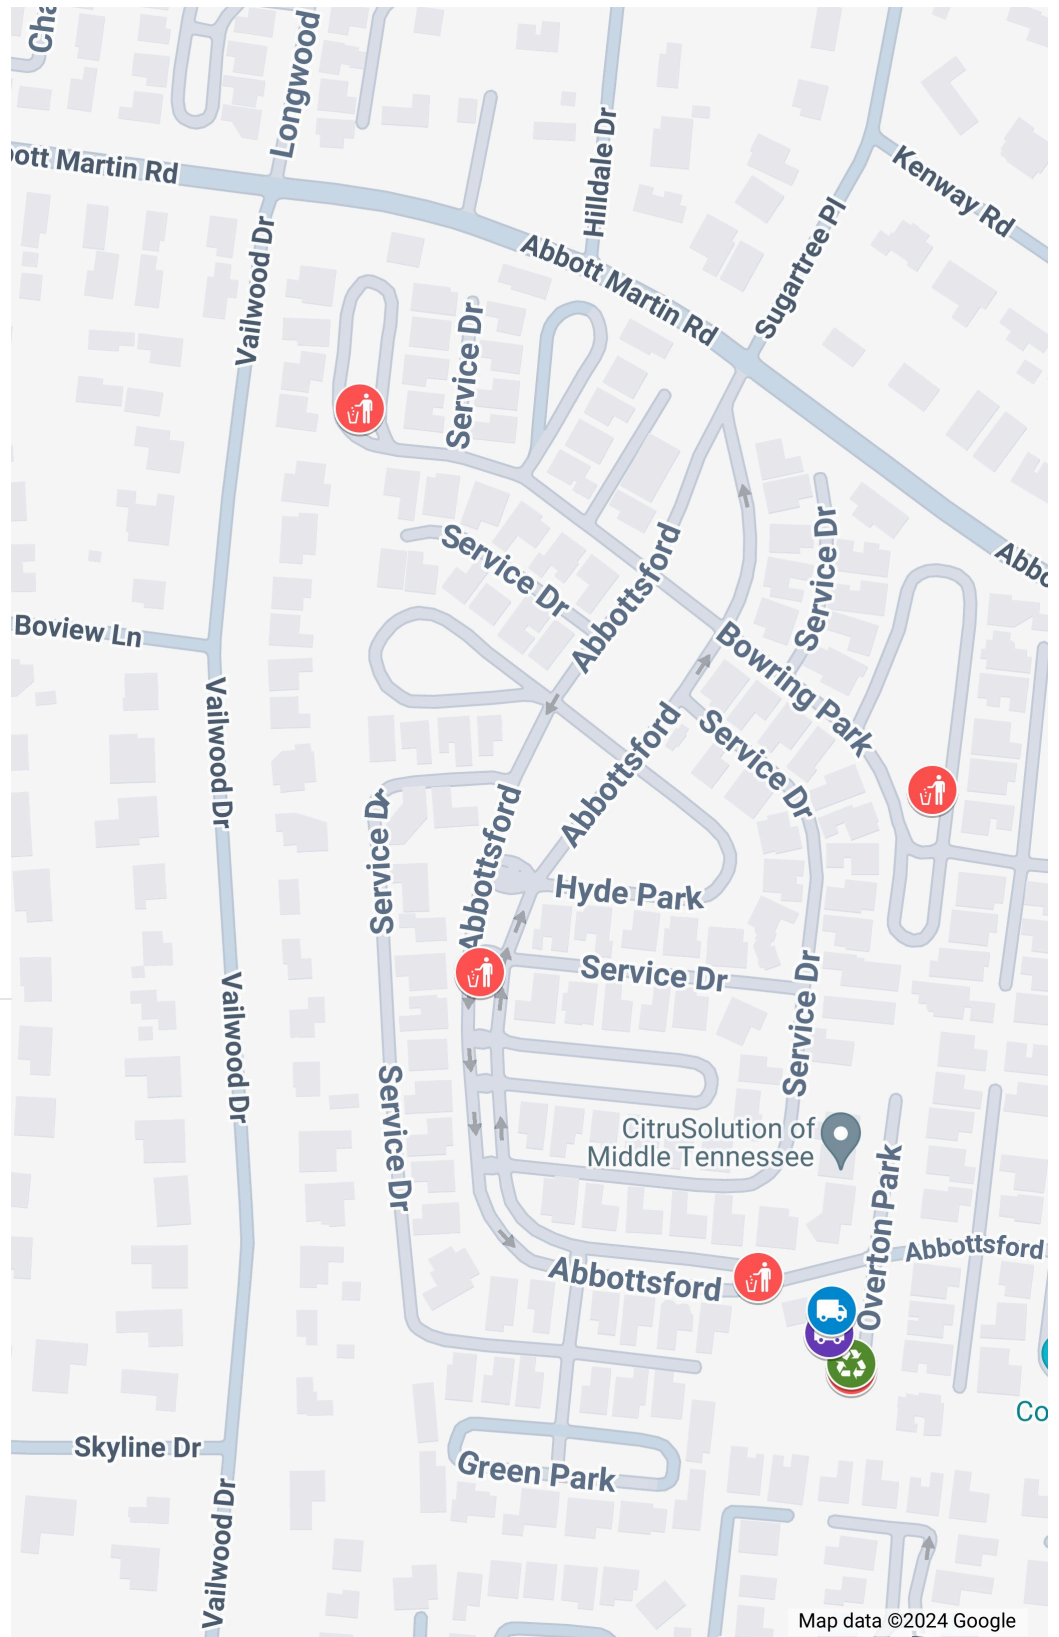 Cha
Longwood
bott Martin Rd
Hilldale Dr
Kenway Rd
Sugartree Pl
Vailwood Dr
Abbott Martin Rd
Service Dr
Service Dr
Service Dr
Abbottsford
Abbo
Boview Ln
Bowring Park
Vailwood Dr
Abbottsford
Service Dr
Service Dr
Abbottsford
Hyde Park
Service Dr
Service Dr
Vailwood Dr
Service Dr
CitruSolution of
Middle Tennessee
Overton Park
Abbottsford
Abbottsford
Co
Skyline Dr
Green Park
Vailwood Dr
Map data ©2024 Google